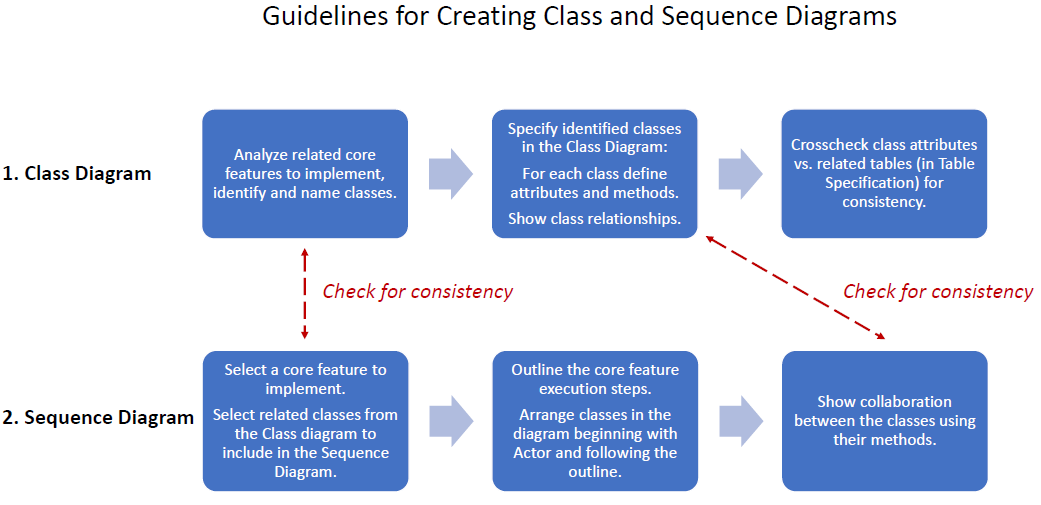 Guidelines for Creating Class and Sequence Diagrams
1. Class Diagram
Analyze related core
features to implement,
identify and name classes.
Specify identified classes
in the Class Diagram:
For each class define
attributes and methods.
Show class relationships.
Crosscheck class attributes
vs. related tables (in Table
Specification) for
consistency.
Check for consistency
Check for consistency
2. Sequence Diagram
Select a core feature to
implement.
Select related classes from
the Class diagram to
include in the Sequence
Diagram.
Outline the core feature
execution steps.
Arrange classes in the
diagram beginning with
Actor and following the
outline.
Show collaboration
between the classes using
their methods.